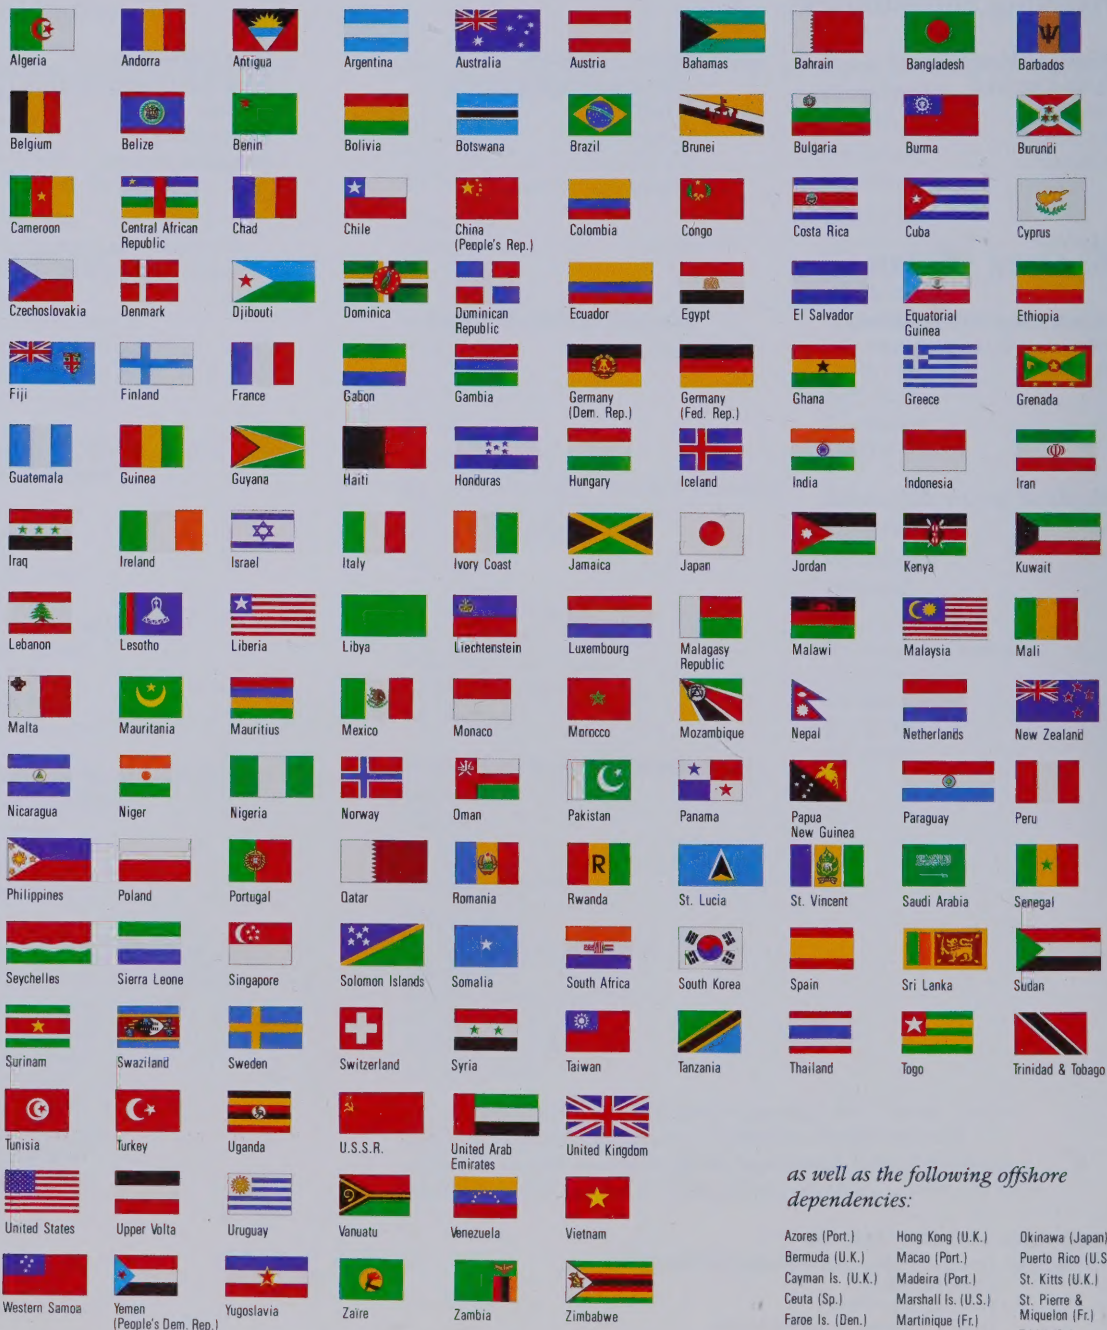 Algeria Andorra Antigua Argentina Australia Austria Bahamas Bahrain Bangladesh Barbados
Belgium Belize Benin Bolivia Botswana Brazil Brunei Bulgaria Burma Burundi
Cameroon Central African Chad Chile China Colombia Congo Costa Rica Cuba Cyprus
Republic (People's Rep.)
Czechoslovakia Denmark Djibouti Dominica Dominican Ecuador Egypt El Salvador Equatorial Ethiopia
Republic Guinea
Fiji Finland France Gabon Gambia Germany Germany Ghana Greece Grenada
(Dem. Rep.) (Fed. Rep.)
Guatemala Guinea Guyana Haiti Honduras Hungary Iceland India Indonesia Iran
Iraq Ireland Israel Italy Ivory Coast Jamaica Japan Jordan Kenya Kuwait
Lebanon Lesotho Liberia Libya Liechtenstein Luxembourg Malagasy Malawi Malaysia Mali
Republic
Malta Mauritania Mauritius Mexico Monaco Morocco Mozambique Nepal Netherlands New Zealand
Nicaragua Niger Nigeria Norway Oman Pakistan Panama Papua Paraguay Peru
New Guinea
Philippines Poland Portugal Qatar Romania R Rwanda St. Lucia St. Vincent Saudi Arabia Senegal
Seychelles Sierra Leone Singapore Solomon Islands Somalia South Africa South Korea Spain Sri Lanka Sudan
Surinam Swaziland Sweden Switzerland Syria Taiwan Tanzania Thailand Togo Trinidad & Tobago
Tunisia Turkey Uganda U.S.S.R. United Arab United Kingdom
Emirates
United States Upper Volta Uruguay Vanuatu Venezuela Vietnam
Western Samoa Yemen Yugoslavia Zaire Zambia Zimbabwe
(People's Dem. Rep.)
as well as the following offshore
dependencies:
Azores (Port.) Hong Kong (U.K.) Okinawa (Japan)
Bermuda (U.K.) Macao (Port.) Puerto Rico (U.S
Cayman Is. (U.K.) Madeira (Port.) St. Kitts (U.K.)
Ceuta (Sp.) Marshall Is. (U.S.) St. Pierre &
Faroe Is. (Den.) Martinique (Fr.) Miquelon (Fr.)